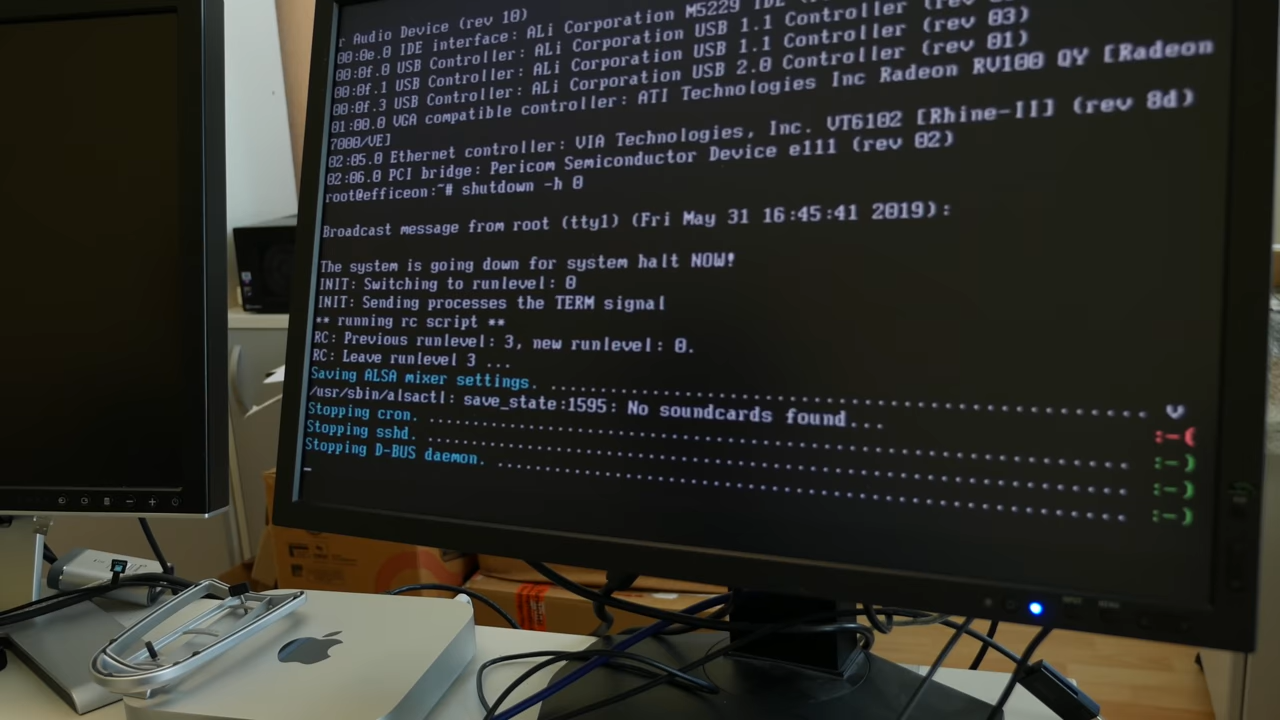 r Audio Device (rev 10)
00:0e.0 IDE interface: ALi Corporation M5229 IDE
00:0f.0 USB Controller: ALi Corporation USB 1.1 Controller (rev 03)
00:0f.1 USB Controller: ALi Corporation USB 1.1 Controller (rev 03)
00:0f.3 USB Controller: ALi Corporation USB 2.0 Controller (rev 01)
01:00.0 VGA compatible controller: ATI Technologies Inc Radeon RV100 QY [Radeon
7000/VE]
02:05.0 Ethernet controller: VIA Technologies, Inc. VT6102 [Rhine-II] (rev 8d)
02:06.0 PCI bridge: Pericom Semiconductor Device e111 (rev 02)
root@efficeon:~# shutdown -h 0
Broadcast message from root (tty1) (Fri May 31 16:45:41 2019):
The system is going down for system halt NOW!
INIT: Switching to runlevel: 0
INIT: Sending processes the TERM signal
** running rc script **
RC: Previous runlevel: 3, new runlevel: 0.
RC: Leave runlevel 3 ...
Saving ALSA mixer settings. ........................................................................ v
/usr/sbin/alsactl: save_state:1595: No soundcards found... :-(
Stopping cron. ..................................................................................... :-)
Stopping sshd. ..................................................................................... :-)
Stopping D-BUS daemon. ............................................................................. :-)